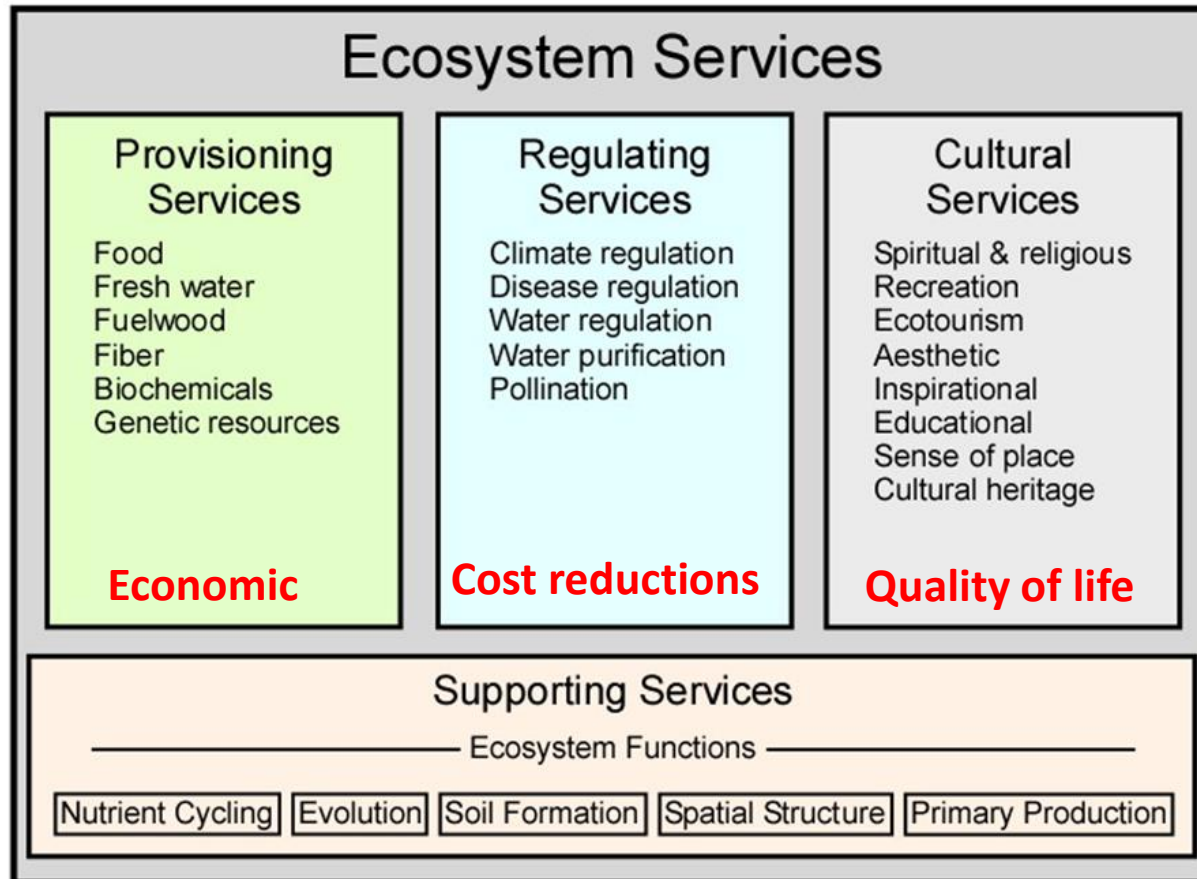 Ecosystem Services
Provisioning
Services
Food
Fresh water
Fuelwood
Fiber
Biochemicals
Genetic resources
Economic
Regulating
Services
Climate regulation
Disease regulation
Water regulation
Water purification
Pollination
Cost reductions
Cultural
Services
Spiritual & religious
Recreation
Ecotourism
Aesthetic
Inspirational
Educational
Sense of place
Cultural heritage
Quality of life
Supporting Services
Ecosystem Functions
Nutrient Cycling
Evolution
Soil Formation
Spatial Structure
Primary Production